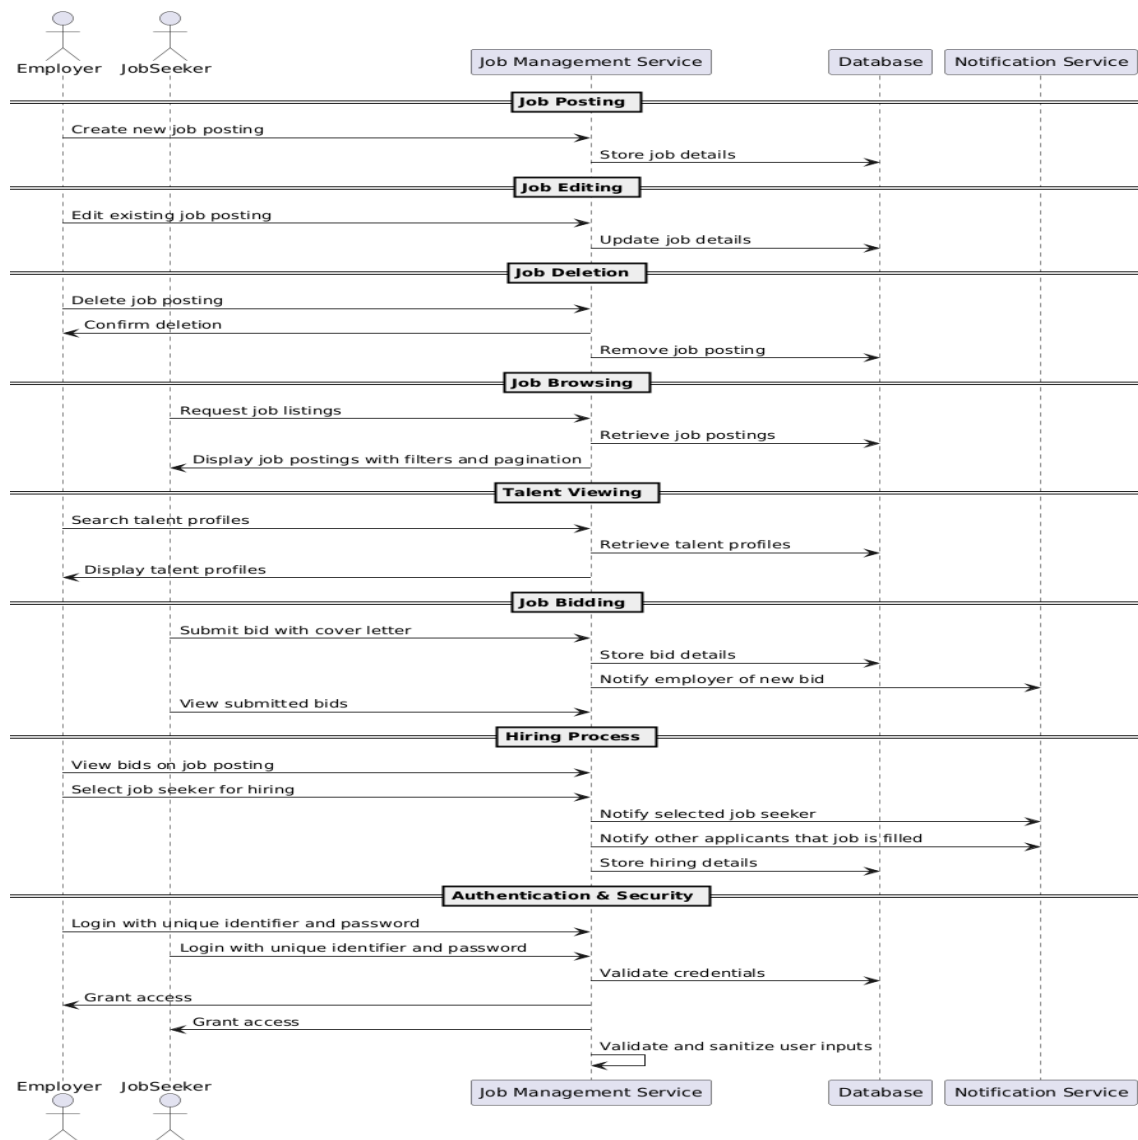 Employer
JobSeeker
Job Management Service
Database
Notification Service
Job Posting
Create new job posting
Store job details
Job Editing
Edit existing job posting
Update job details
Job Deletion
Delete job posting
Confirm deletion
Remove job posting
Job Browsing
Request job listings
Retrieve job postings
Display job postings with filters and pagination
Talent Viewing
Search talent profiles
Retrieve talent profiles
Display talent profiles
Job Bidding
Submit bid with cover letter
Store bid details
Notify employer of new bid
View submitted bids
Hiring Process
View bids on job posting
Select job seeker for hiring
Notify selected job seeker
Notify other applicants that job is filled
Store hiring details
Authentication & Security
Login with unique identifier and password
Login with unique identifier and password
Validate credentials
Grant access
Grant access
Validate and sanitize user inputs
Employer
JobSeeker
Job Management Service
Database
Notification Service